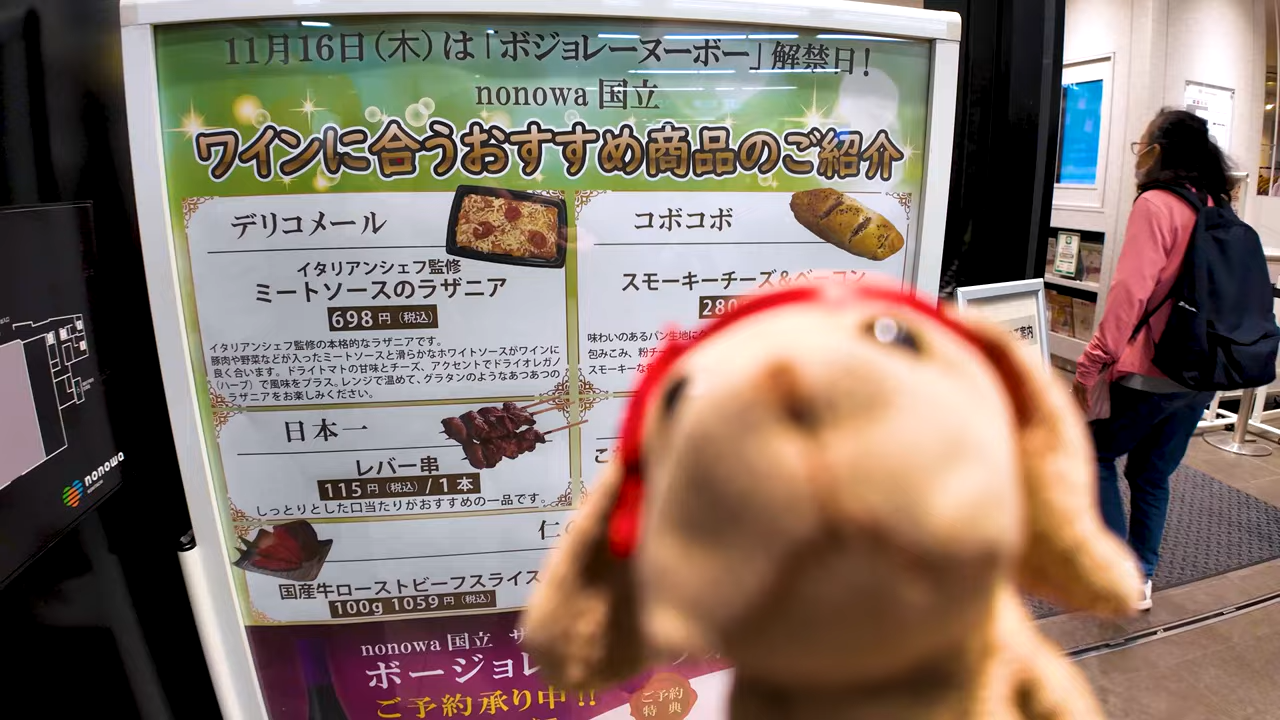 11月16日(木)は「ボジョレーヌーボー」解禁日!
nonowa 国立
ワインに合うおすすめ商品のご紹介
デリコメール
イタリアンシェフ監修
ミートソースのラザニア
698円(税込)
イタリアンシェフ監修の本格的なラザニアです。
豚肉や野菜などが入ったミートソースと滑らかなホワイトソースがワインに
良く合います。ドライトマトの甘味とチーズ、アクセントでドライオレガノ
(ハーブ)で風味をプラス。レンジで温めて、グラタンのようなあつあつの
ラザニアをお楽しみください。
コボコボ
スモーキーチーズ&ベーコン
280
味わいのあるパン生地に
包みこみ、粉チー
スモーキーな
日本一
レバー串
115円(税込)/1本
しっとりとした口当たりがおすすめの一品です。
こ
仁
国産牛ローストビーフスライス
100g 1059円(税込)
nonowa 国立 サ
ボージョレ
ご予約承り中!!
ご予約
特典
nonowa
ご案内